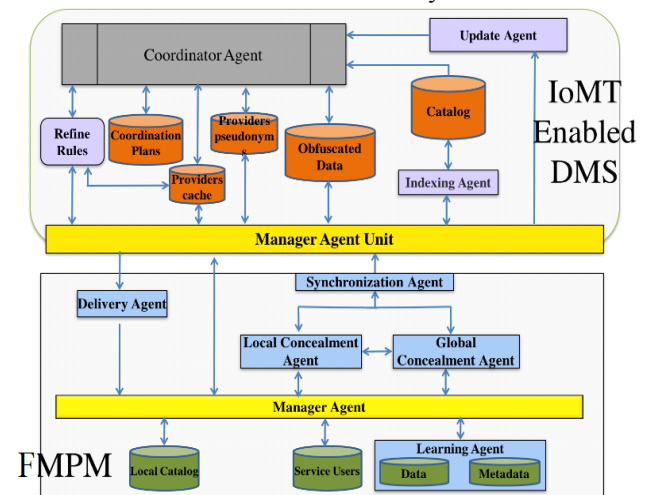 Coordinator Agent
Update Agent
IoMT
Enabled
DMS
Refine
Rules
Coordination
Plans
Providers
pseudonym
s
Obfuscated
Data
Catalog
Providers
cache
Indexing Agent
Manager Agent Unit
Synchronization Agent
Delivery Agent
Local Concealment
Agent
Global
Concealment Agent
Manager Agent
FMPM
Local Catalog
Service Users
Learning Agent
Data
Metadata